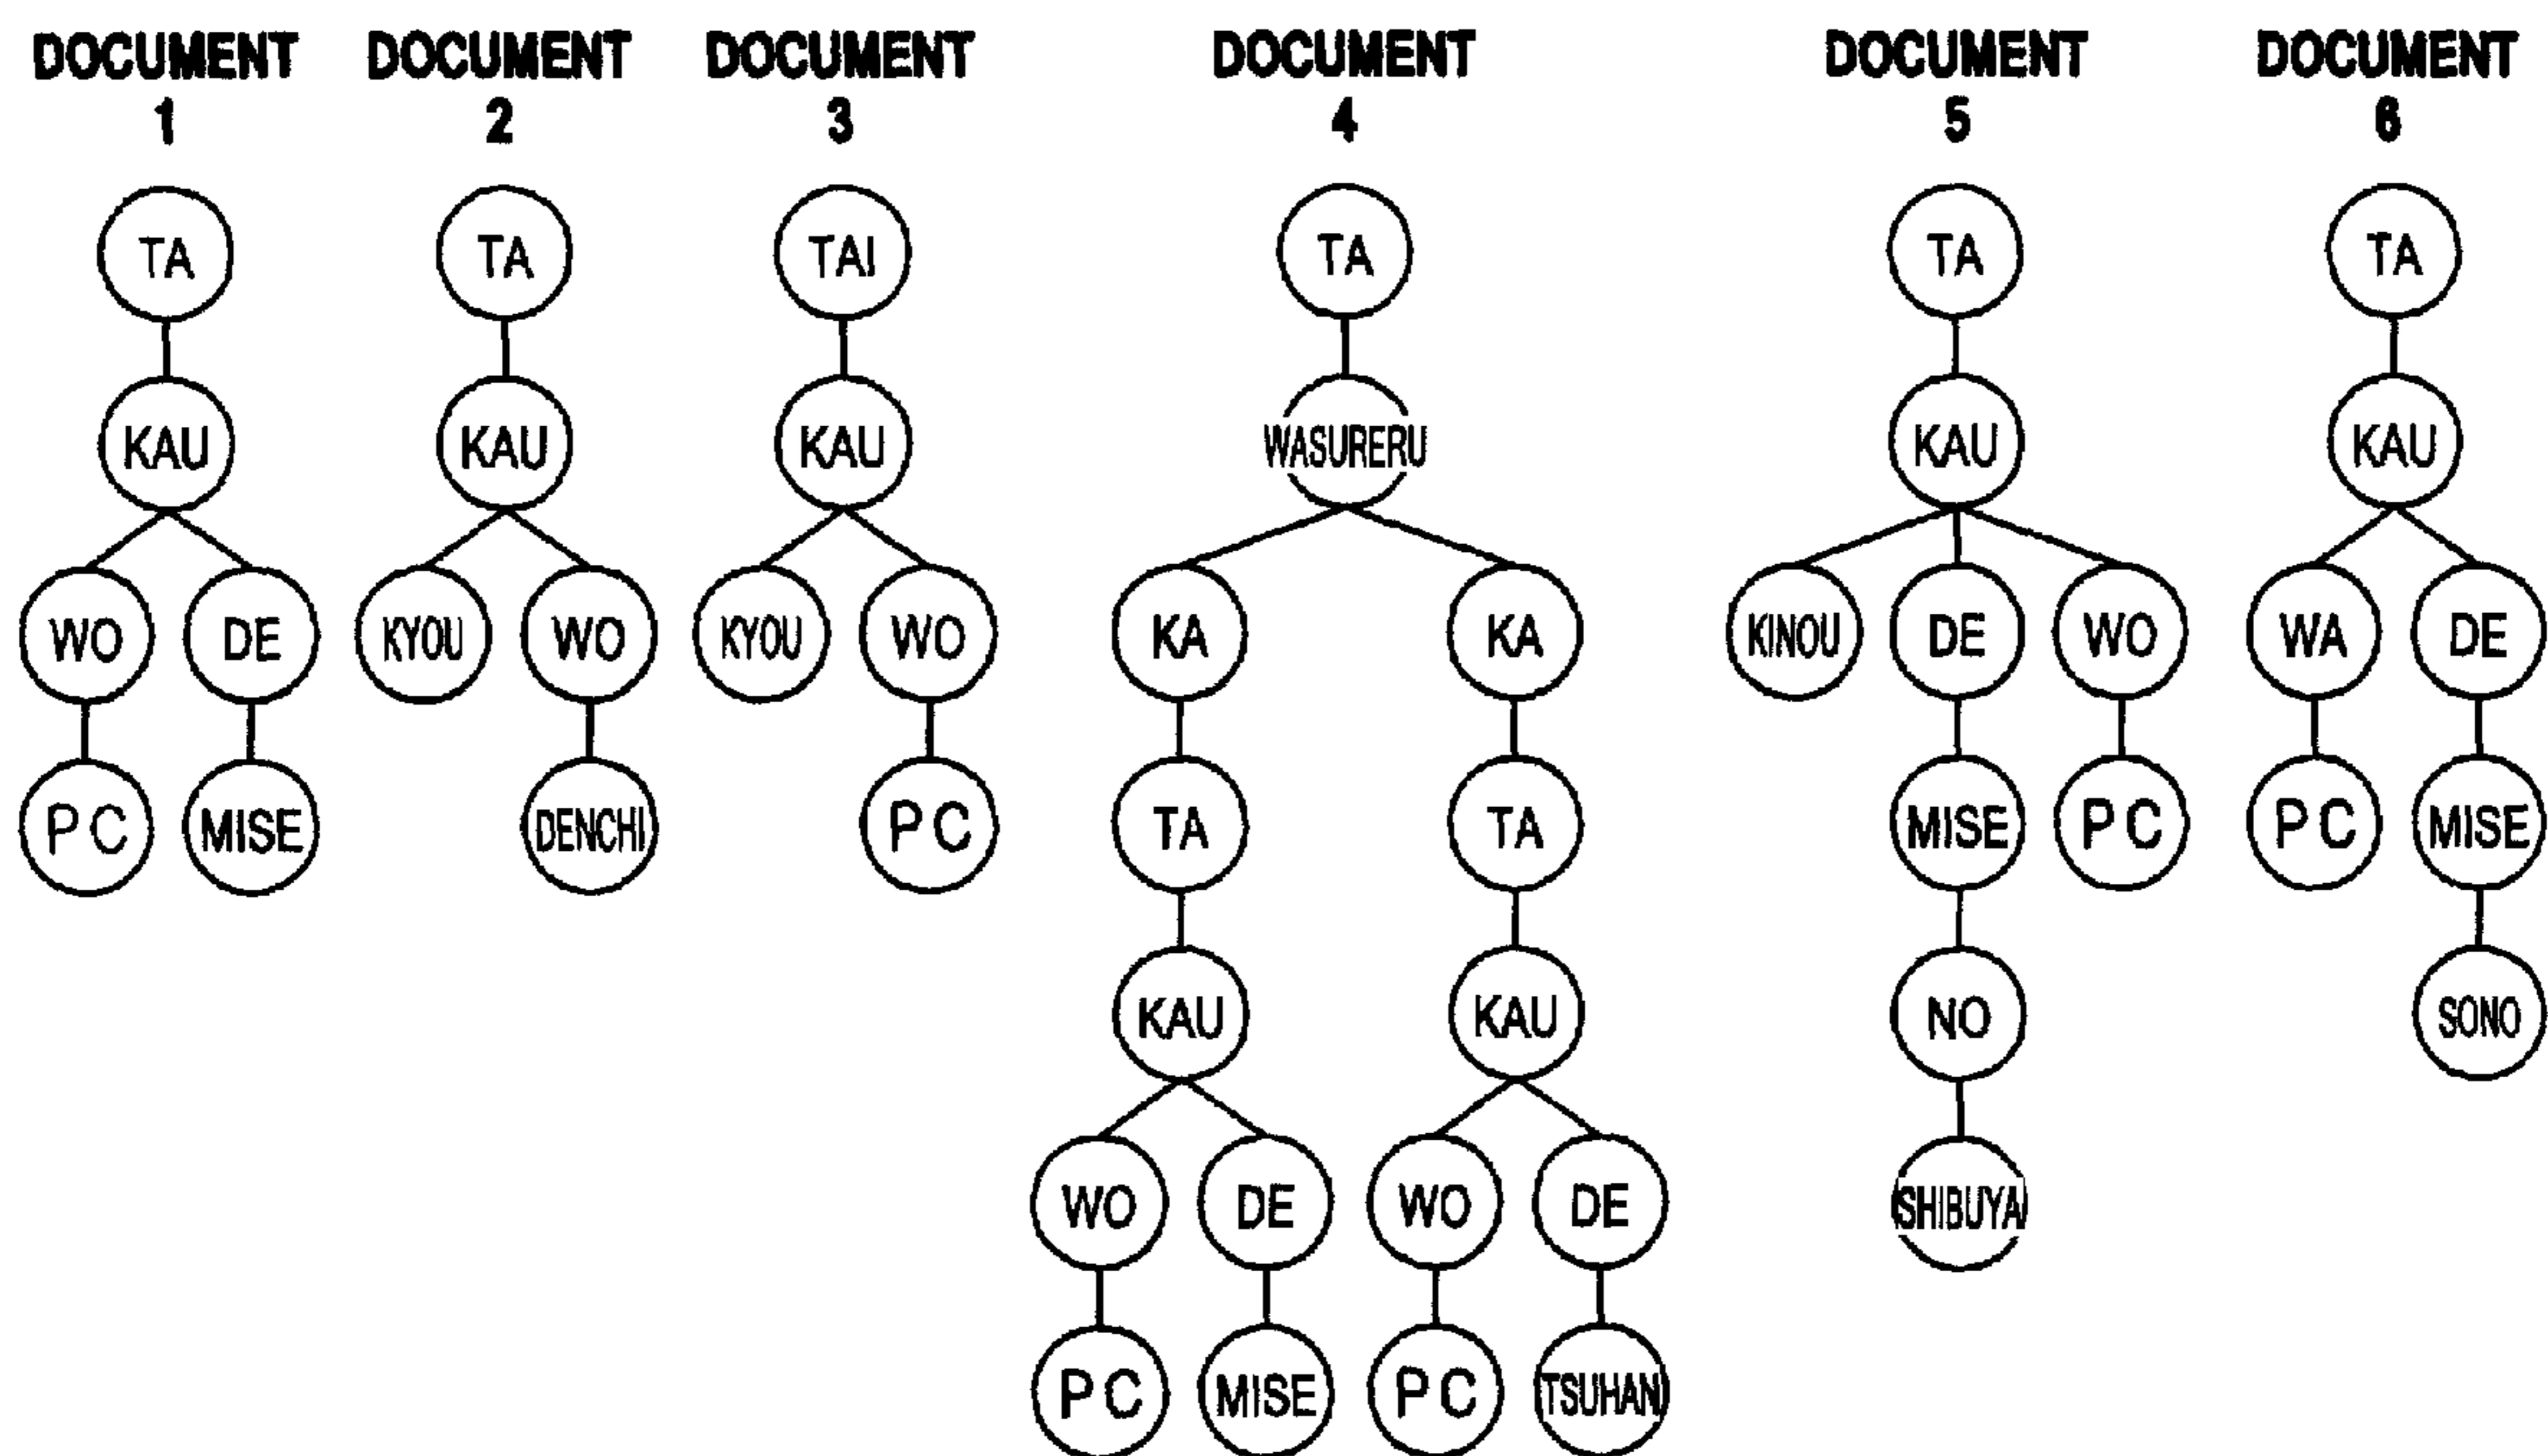 DOCUMENT DOCUMENT DOCUMENT DOCUMENT DOCUMENT DOCUMENT
1 2 3 4 5 6
TA TA TAI TA TA TA
KAU KAU KAU WASURERU KAU KAU
WO DE KYOU WO KYOU WO KA KA KINOU DE WO WA DE
PC MISE DENCHI PC TA TA MISE PC PC MISE
KAU KAU NO SONO
WO DE WO DE SHIBUYA
PC MISE PC TSUHAN